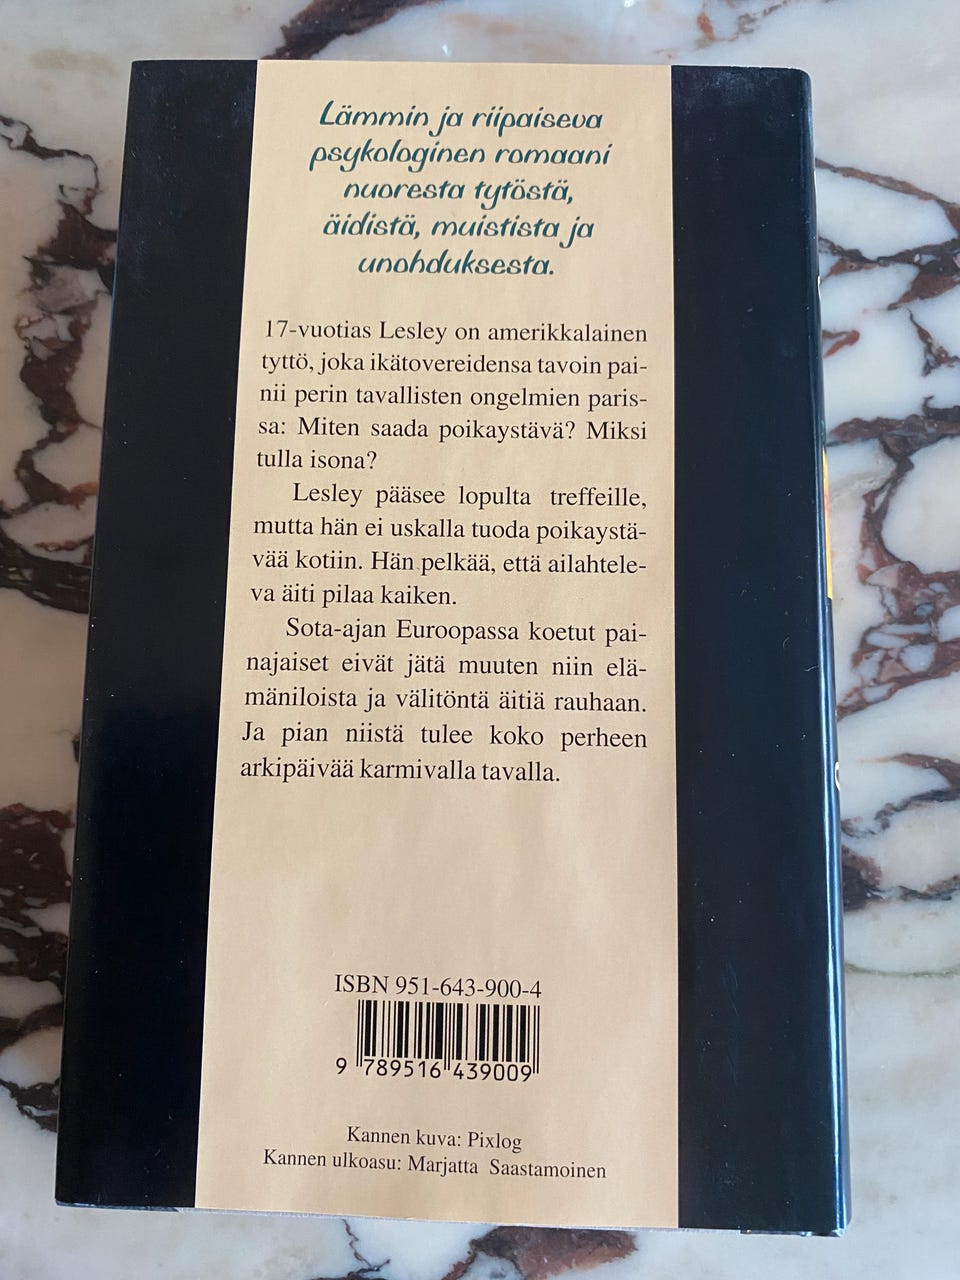 Lämmin ja riipaiseva
psykologinen romaani
nuoresta tytöstä,
äidistä, muistista ja
unohduksesta.
17-vuotias Lesley on amerikkalainen
tyttö, joka ikätovereidensa tavoin pai-
nii perin tavallisten ongelmien paris-
sa: Miten saada poikaystävä? Miksi
tulla isona?
Lesley pääsee lopulta treffeille,
mutta hän ei uskalla tuoda poikaystä-
vää kotiin. Hän pelkää, että ailahtele-
va äiti pilaa kaiken.
Sota-ajan Euroopassa koetut pai-
najaiset eivät jätä muuten niin elä-
mäniloista ja välitöntä äitiä rauhaan.
Ja pian niistä tulee koko perheen
arkipäivää karmivalla tavalla.
ISBN 951-643-900-4
9 789516 439009
Kannen kuva: Pixlog
Kannen ulkoasu: Marjatta Saastamoinen